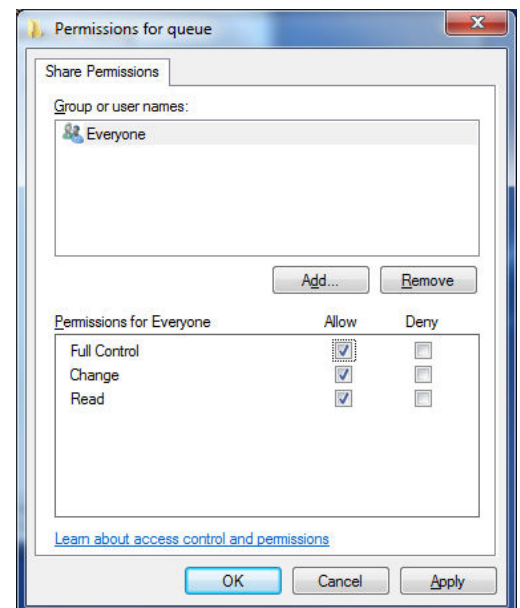 Permissions for queue
Share Permissions
Group or user names:
Everyone
Add...
Remove
Permissions for Everyone
Allow
Deny
Full Control
Change
Read
Learn about access control and permissions
OK
Cancel
Apply